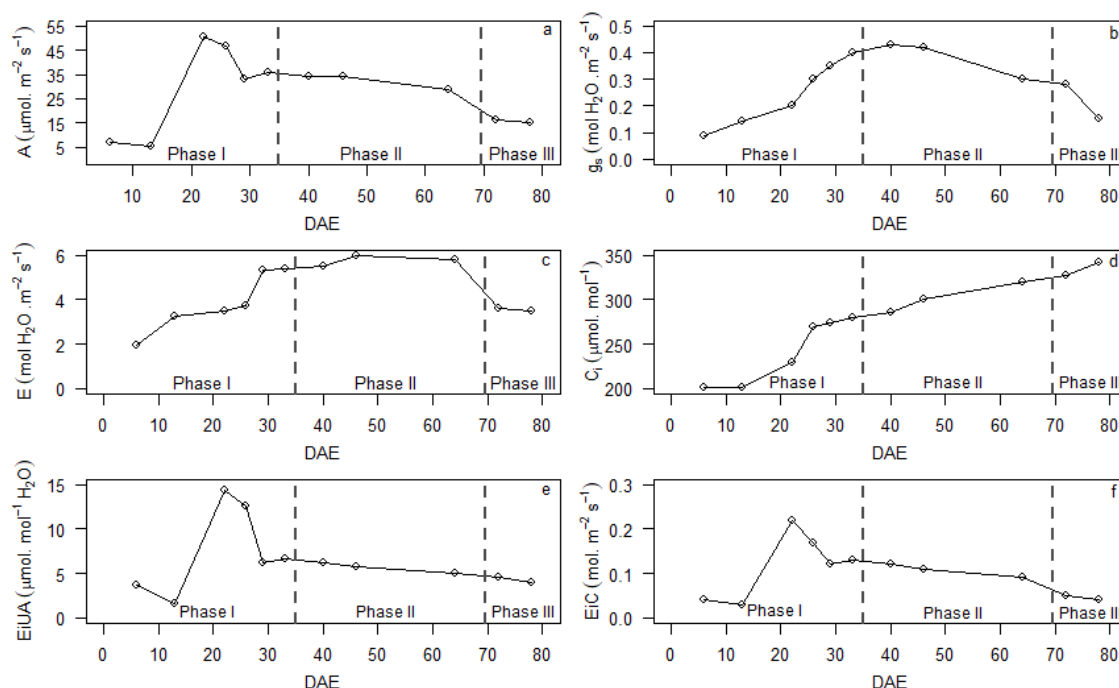 a
A ( μmol. m⁻² s⁻¹ )
55
45
35
25
15
5
Phase I
Phase II
Phase III
10 20 30 40 50 60 70 80
DAE
b
gₛ ( mol H₂O .m⁻² s⁻¹ )
0.5
0.4
0.3
0.2
0.1
0.0
Phase I
Phase II
Phase II
0 10 20 30 40 50 60 70 80
DAE
c
E ( mol H₂O .m⁻² s⁻¹ )
6
4
2
0
Phase I
Phase II
Phase III
0 10 20 30 40 50 60 70 80
DAE
d
Cᵢ ( μmol. mol⁻¹ )
350
300
250
200
Phase I
Phase II
Phase II
0 10 20 30 40 50 60 70 80
DAE
e
EiUA ( μmol. mol⁻¹ H₂O )
15
10
5
0
Phase I
Phase II
Phase III
0 10 20 30 40 50 60 70 80
DAE
f
EiC ( mol. m⁻² s⁻¹ )
0.3
0.2
0.1
0.0
Phase I
Phase II
Phase II
0 10 20 30 40 50 60 70 80
DAE